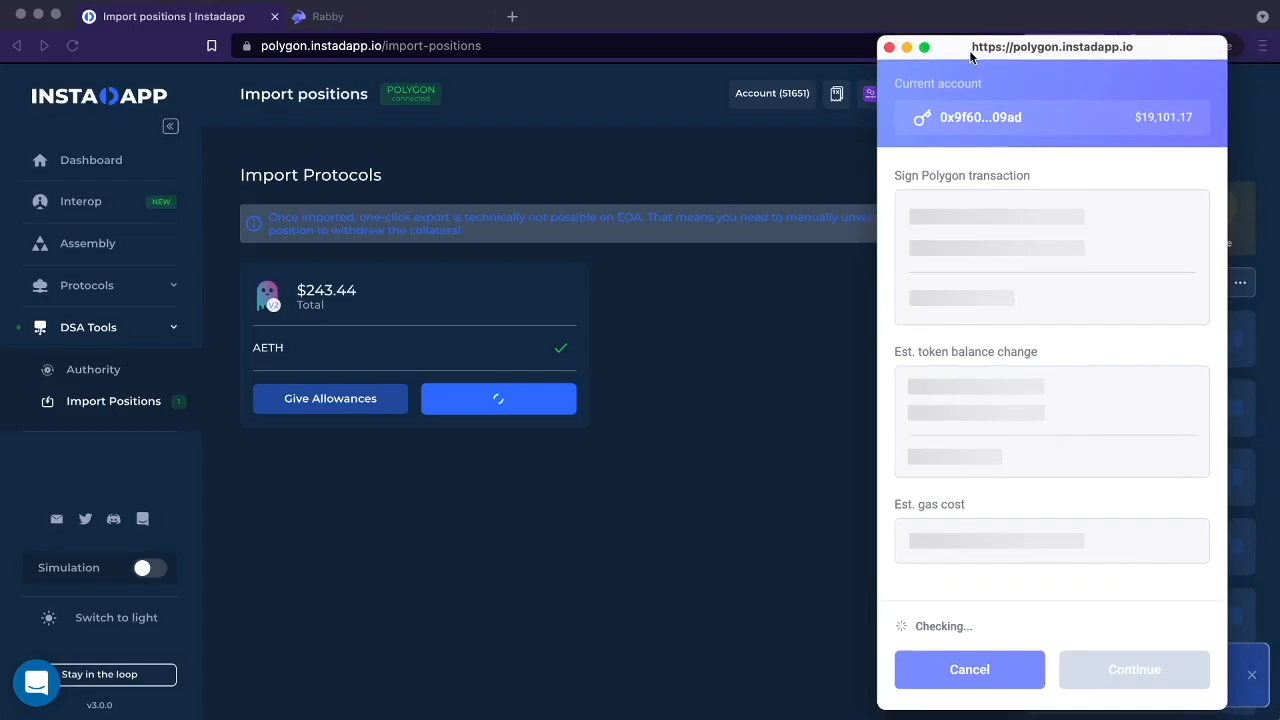 Import positions | Instadapp
Rabby
polygon.instadapp.io/import-positions
INSTADAPP
Dashboard
Interop
NEW
Assembly
Protocols
DSA Tools
Authority
Import Positions
1
Simulation
Switch to light
Stay in the loop
v3.0.0
Import positions
POLYGON
connected
Account (51651)
Import Protocols
Once imported, one-click export is technically not possible on EOA. That means you need to manually
position to withdraw the collateral.
V2
$243.44
Total
AETH
Give Allowances
https://polygon.instadapp.io
Current account
0x9f60...09ad
$19,101.17
Sign Polygon transaction
Est. token balance change
Est. gas cost
Checking...
Cancel
Continue